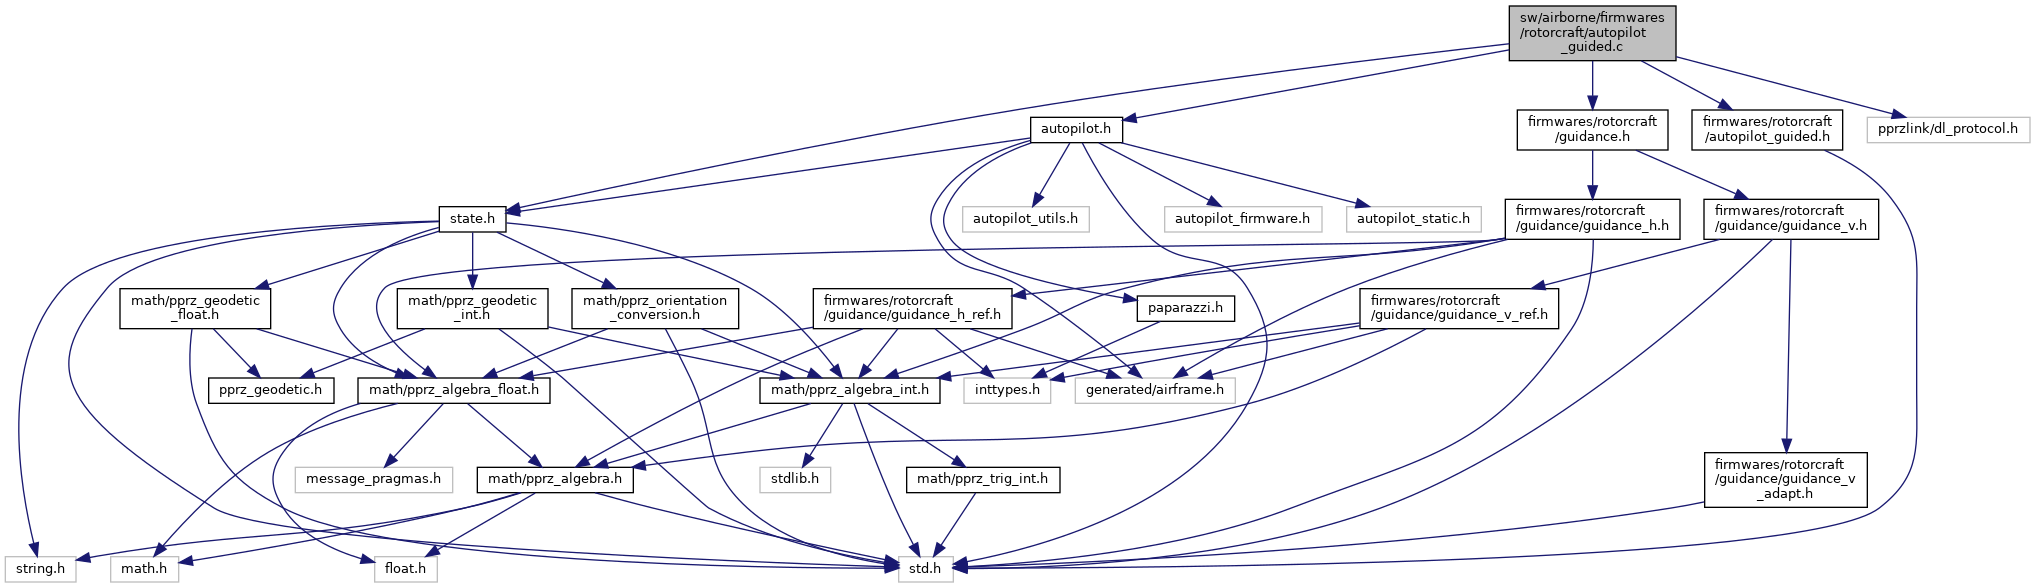 sw/airborne/firmwares
/rotorcraft/autopilot
_guided.c
autopilot.h
firmwares/rotorcraft
/guidance.h
firmwares/rotorcraft
/autopilot_guided.h
pprzlink/dl_protocol.h
state.h
autopilot_utils.h
autopilot_firmware.h
autopilot_static.h
firmwares/rotorcraft
/guidance/guidance_h.h
firmwares/rotorcraft
/guidance/guidance_v.h
math/pprz_geodetic
_float.h
math/pprz_geodetic
_int.h
math/pprz_orientation
_conversion.h
firmwares/rotorcraft
/guidance/guidance_h_ref.h
paparazzi.h
firmwares/rotorcraft
/guidance/guidance_v_ref.h
pprz_geodetic.h
math/pprz_algebra_float.h
math/pprz_algebra_int.h
inttypes.h
generated/airframe.h
message_pragmas.h
math/pprz_algebra.h
stdlib.h
math/pprz_trig_int.h
firmwares/rotorcraft
/guidance/guidance_v
_adapt.h
string.h
math.h
float.h
std.h